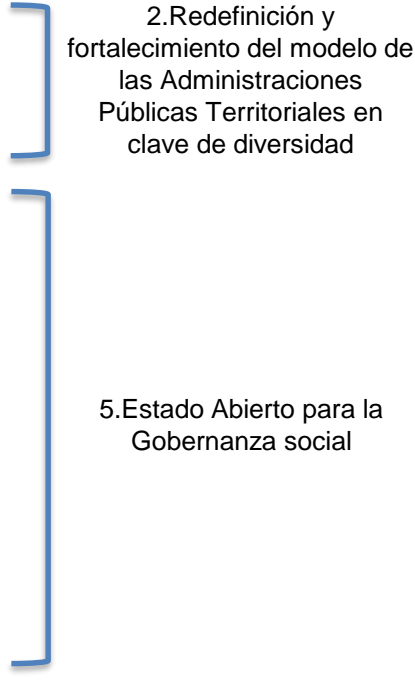 2.Redefinición y
fortalecimiento del modelo de
las Administraciones
Públicas Territoriales en
clave de diversidad
5.Estado Abierto para la
Gobernanza social